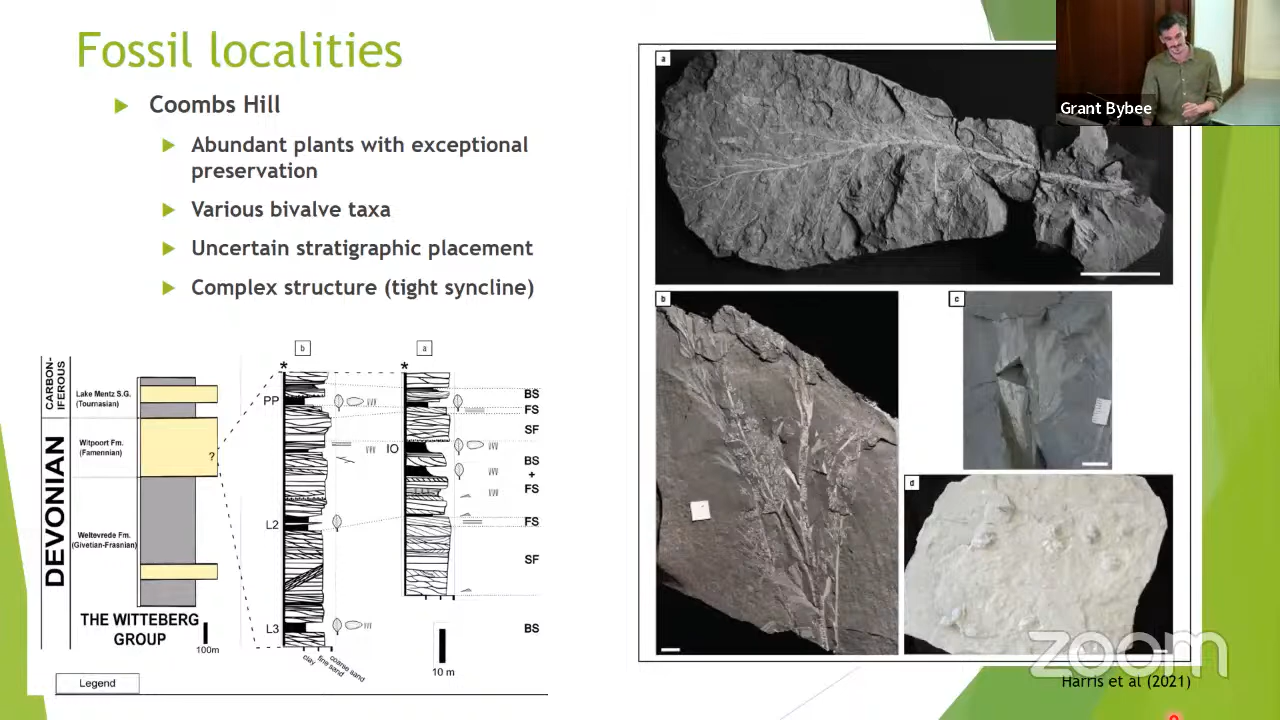 Fossil localities
Coombs Hill
Abundant plants with exceptional
preservation
Various bivalve taxa
Uncertain stratigraphic placement
Complex structure (tight syncline)
CARBON-
IFEROUS
DEVONIAN
Lake Mentz S.G.
(Tournasian)
Witpoort Fm.
(Famennian)
?
Weltevrede Fm.
(Givetian-Frasnian)
THE WITTEBERG
GROUP
100m
b
a
*
*
PP
IO
L2
L3
BS
FS
SF
BS
+
FS
FS
SF
BS
clay
fine sand
coarse sand
10 m
Legend
a
b
c
d
Grant Bybee
zoom
Harris et al (2021)